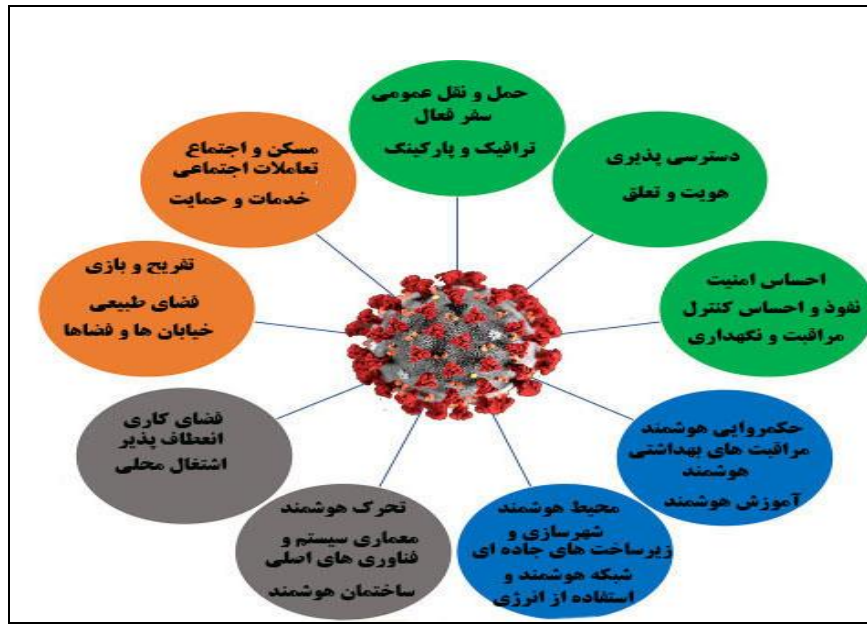 حمل و نقل عمومی
سفر فعال
ترافیک و پارکینگ
دسترسی پذیری
هویت و تعلق
احساس امنیت
نفوذ و احساس کنترل
مراقبت و نگهداری
حکمروایی هوشمند
مراقبت های بهداشتی
هوشمند
آموزش هوشمند
محیط هوشمند
شهرسازی و
زیرساخت های جاده ای
شبکه هوشمند و
استفاده از انرژی
تحرک هوشمند
معماری سیستم و
فناوری های اصلی
ساختمان هوشمند
فضای کاری
انعطاف پذیر
اشتغال محلی
تفریح و بازی
فضای طبیعی
خیابان ها و فضاها
مسکن و اجتماع
تعاملات اجتماعی
خدمات و حمایت